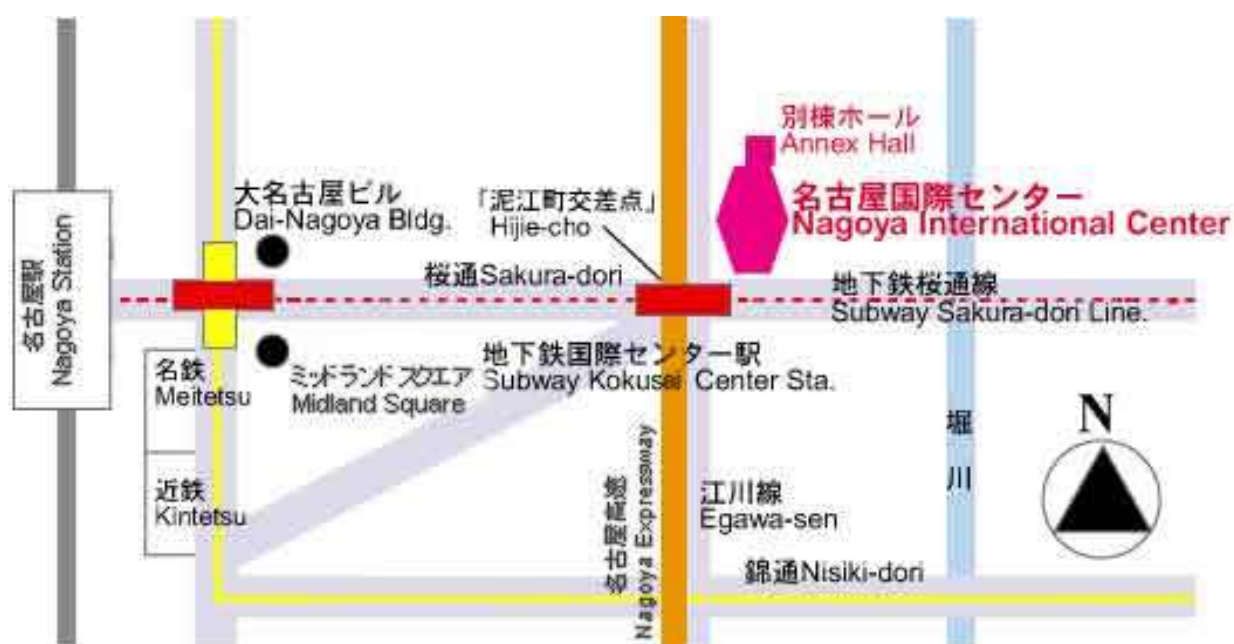 別棟ホール
Annex Hall
名古屋国際センター
Nagoya International Center
大名古屋ビル
Dai-Nagoya Bldg.
「泥江町交差点」
Hijie-cho
名古屋駅
Nagoya Station
桜通Sakura-dori
地下鉄桜通線
Subway Sakura-dori Line.
名鉄
Meitetsu
ミッドランド スクエア
Midland Square
地下鉄国際センター駅
Subway Kokusai Center Sta.
N
堀川
近鉄
Kintetsu
名古屋高速
Nagoya Expressway
江川線
Egawa-sen
錦通Nisiki-dori